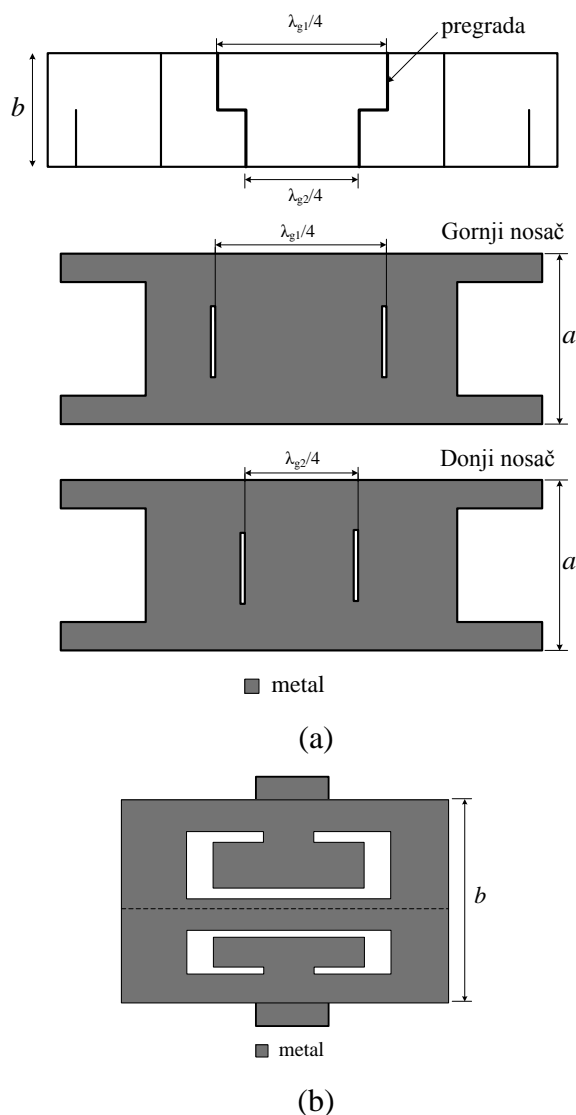 λg1/4
pregrada
b
λg2/4
λg1/4
Gornji nosač
a
λg2/4
Donji nosač
a
metal
(a)
b
metal
(b)